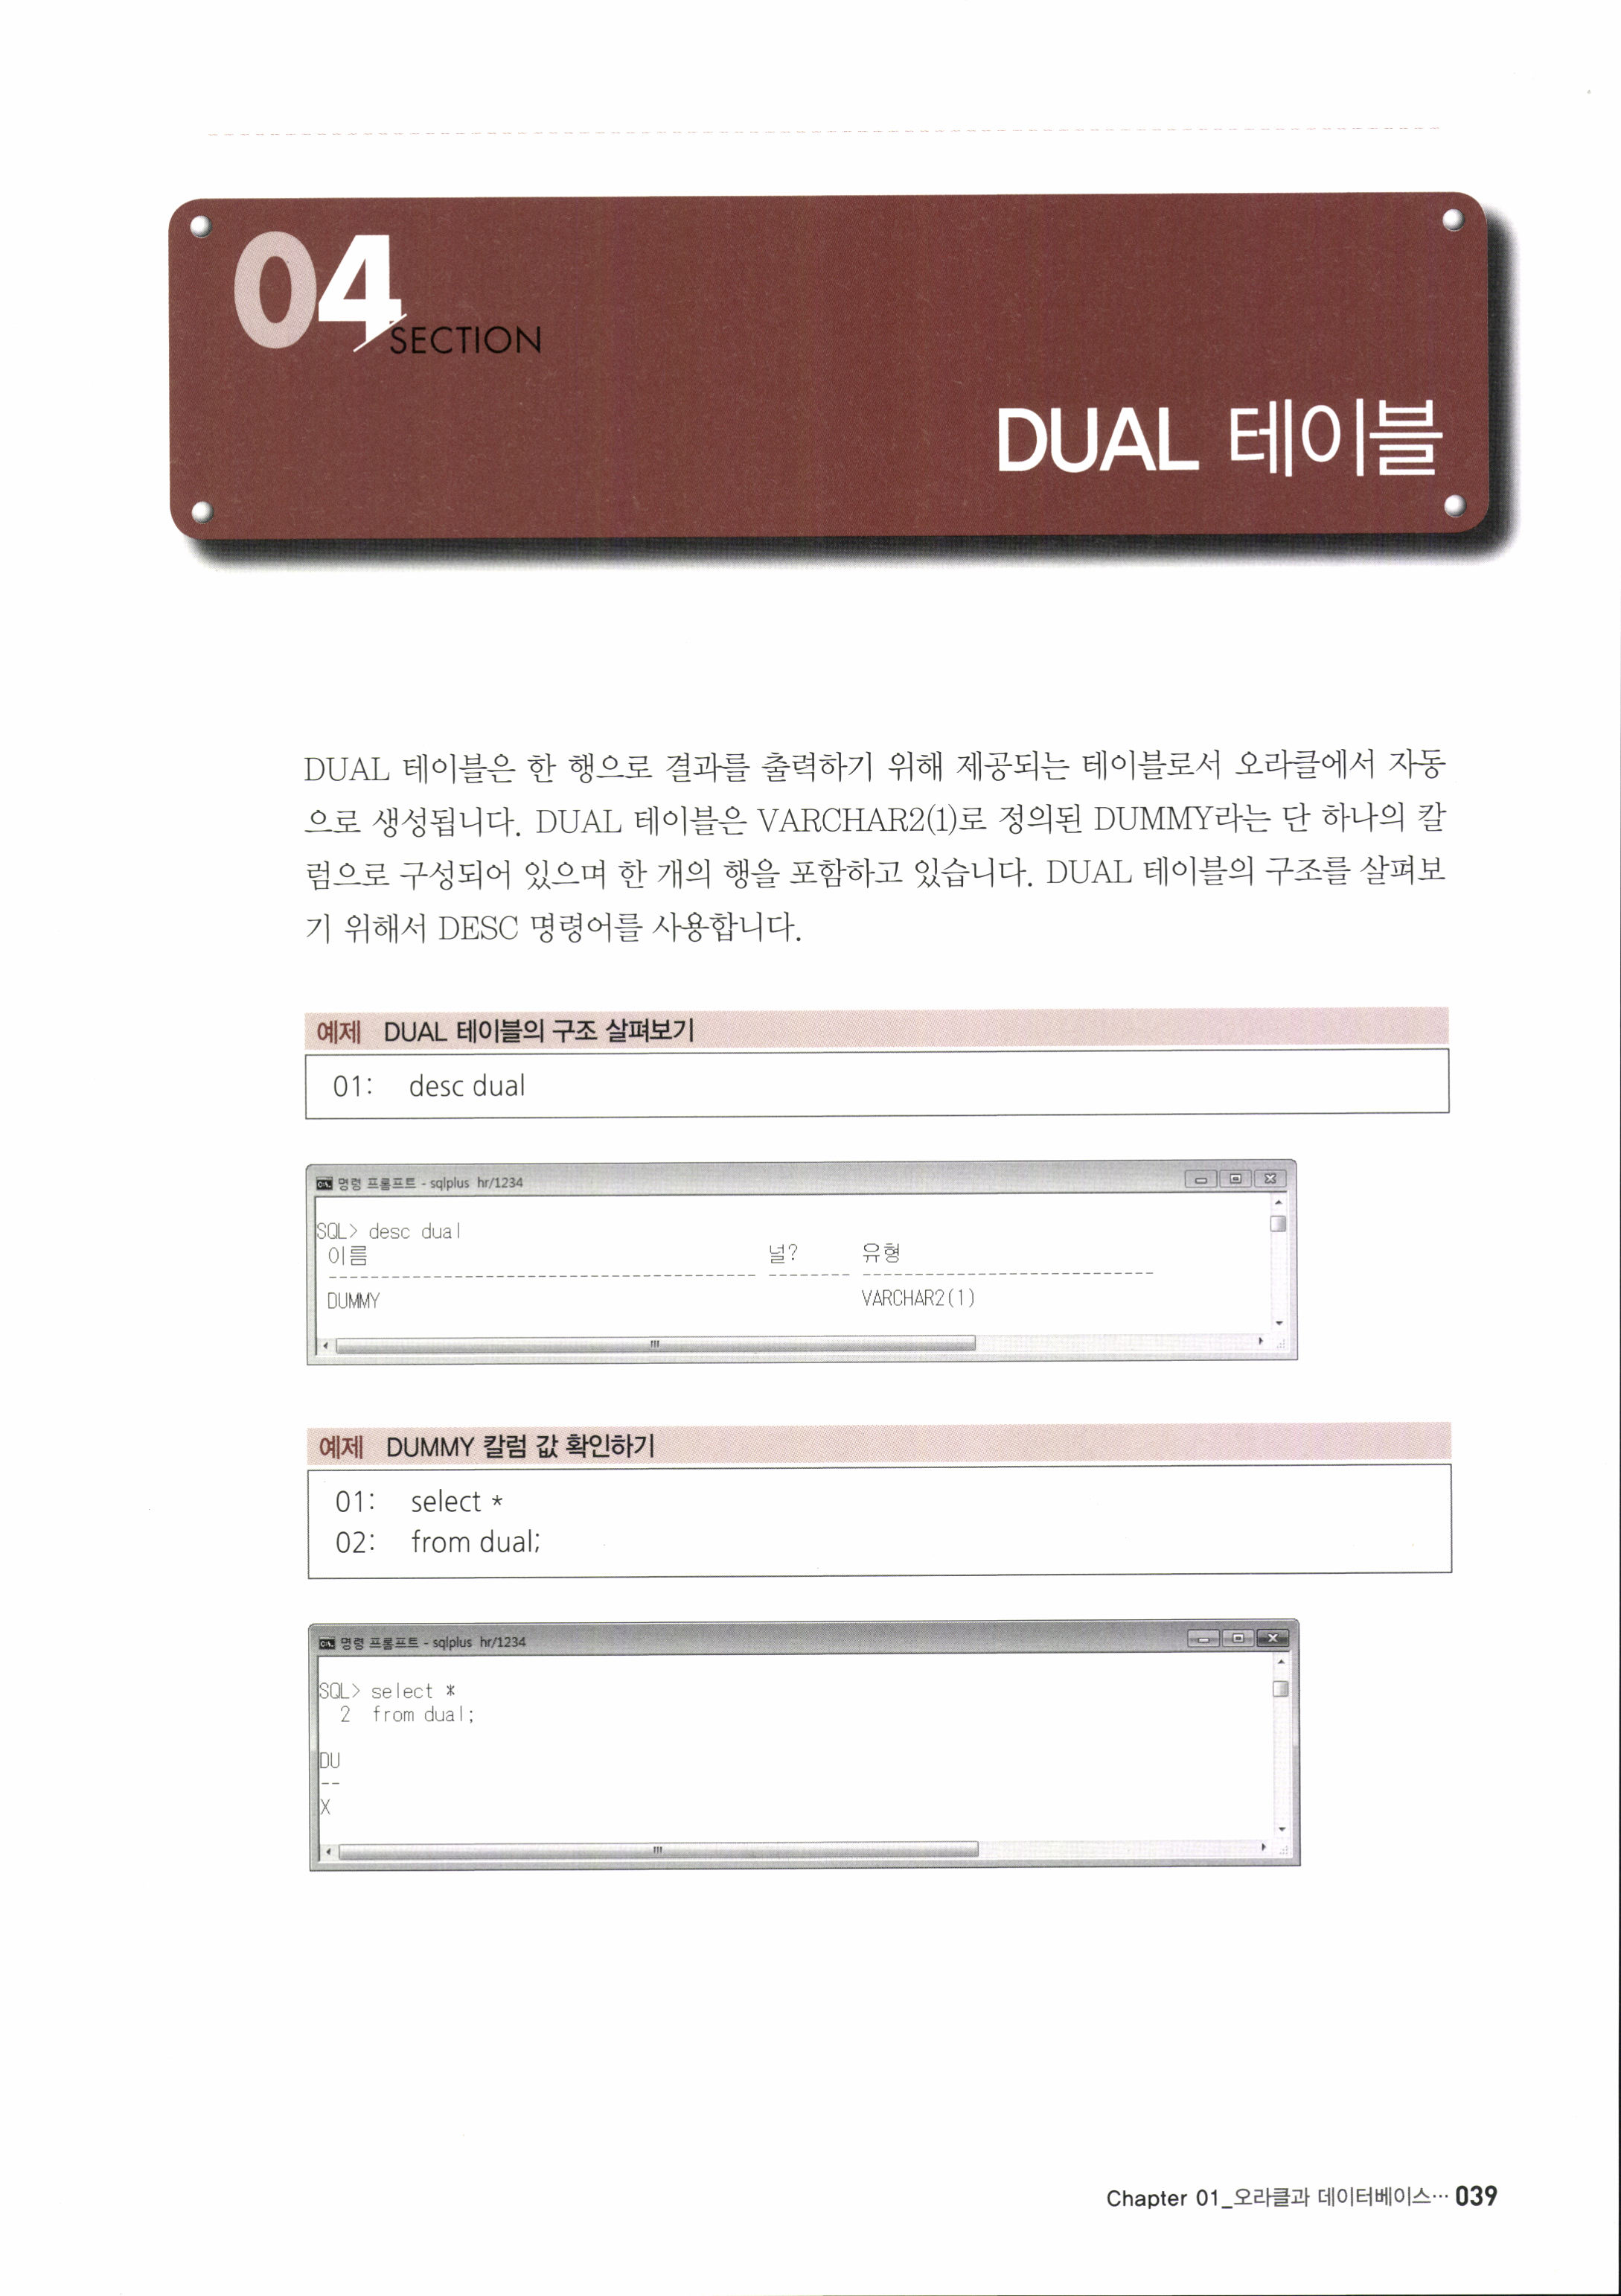 04
SECTION
DUAL 테이블
DUAL 테이블은 한 행으로 결과를 출력하기 위해 제공되는 테이블로서 오라클에서 자동
으로 생성됩니다. DUAL 테이블은 VARCHAR2(1)로 정의된 DUMMY라는 단 하나의 칼
럼으로 구성되어 있으며 한 개의 행을 포함하고 있습니다. DUAL 테이블의 구조를 살펴보
기 위해서 DESC 명령어를 사용합니다.
예제 DUAL 테이블의 구조 살펴보기
01: desc dual
명령 프롬프트 - sqlplus hr/1234
SQL> desc dual
이름 널? 유형
----------------------------------------- -------- ----------------------------
DUMMY VARCHAR2(1)
예제 DUMMY 칼럼 값 확인하기
01: select *
02: from dual;
명령 프롬프트 - sqlplus hr/1234
SQL> select *
2 from dual;
DU
--
X
Chapter 01_오라클과 데이터베이스… 039